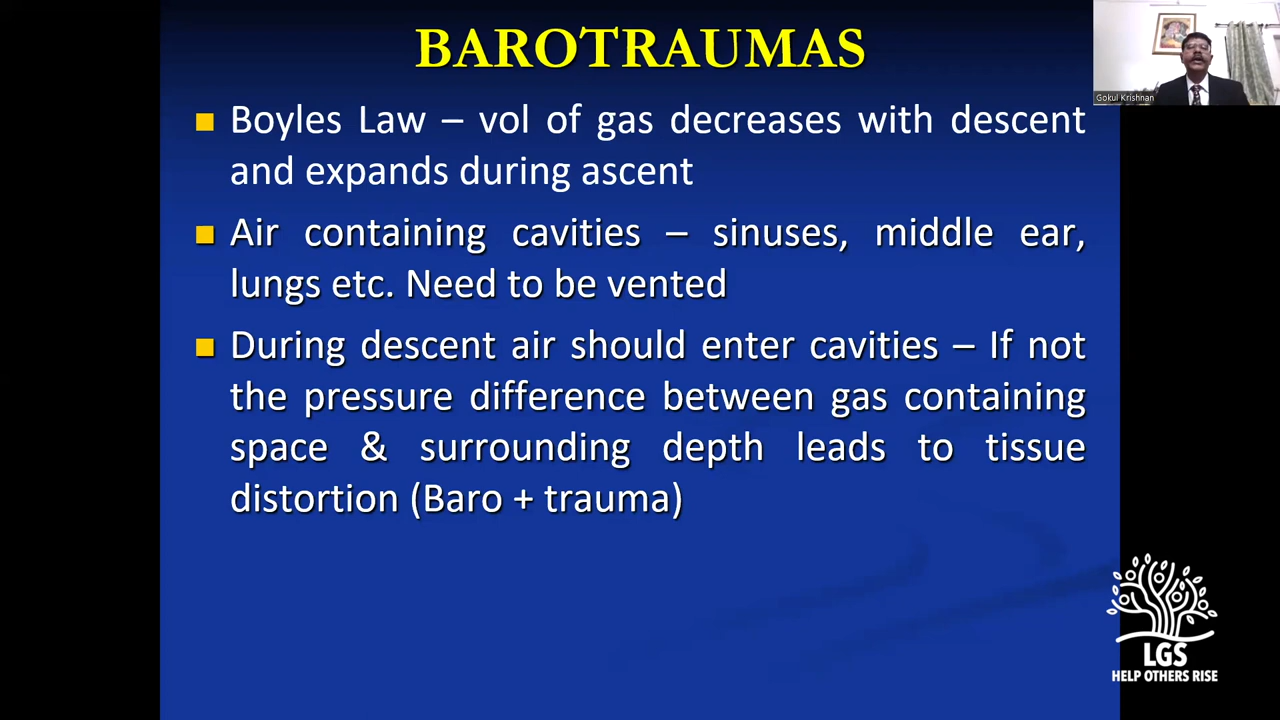 BAROTRAUMAS
Gokul Krishnan
■ Boyles Law – vol of gas decreases with descent
and expands during ascent
■ Air containing cavities – sinuses, middle ear,
lungs etc. Need to be vented
■ During descent air should enter cavities – If not
the pressure difference between gas containing
space & surrounding depth leads to tissue
distortion (Baro + trauma)
LGS
HELP OTHERS RISE